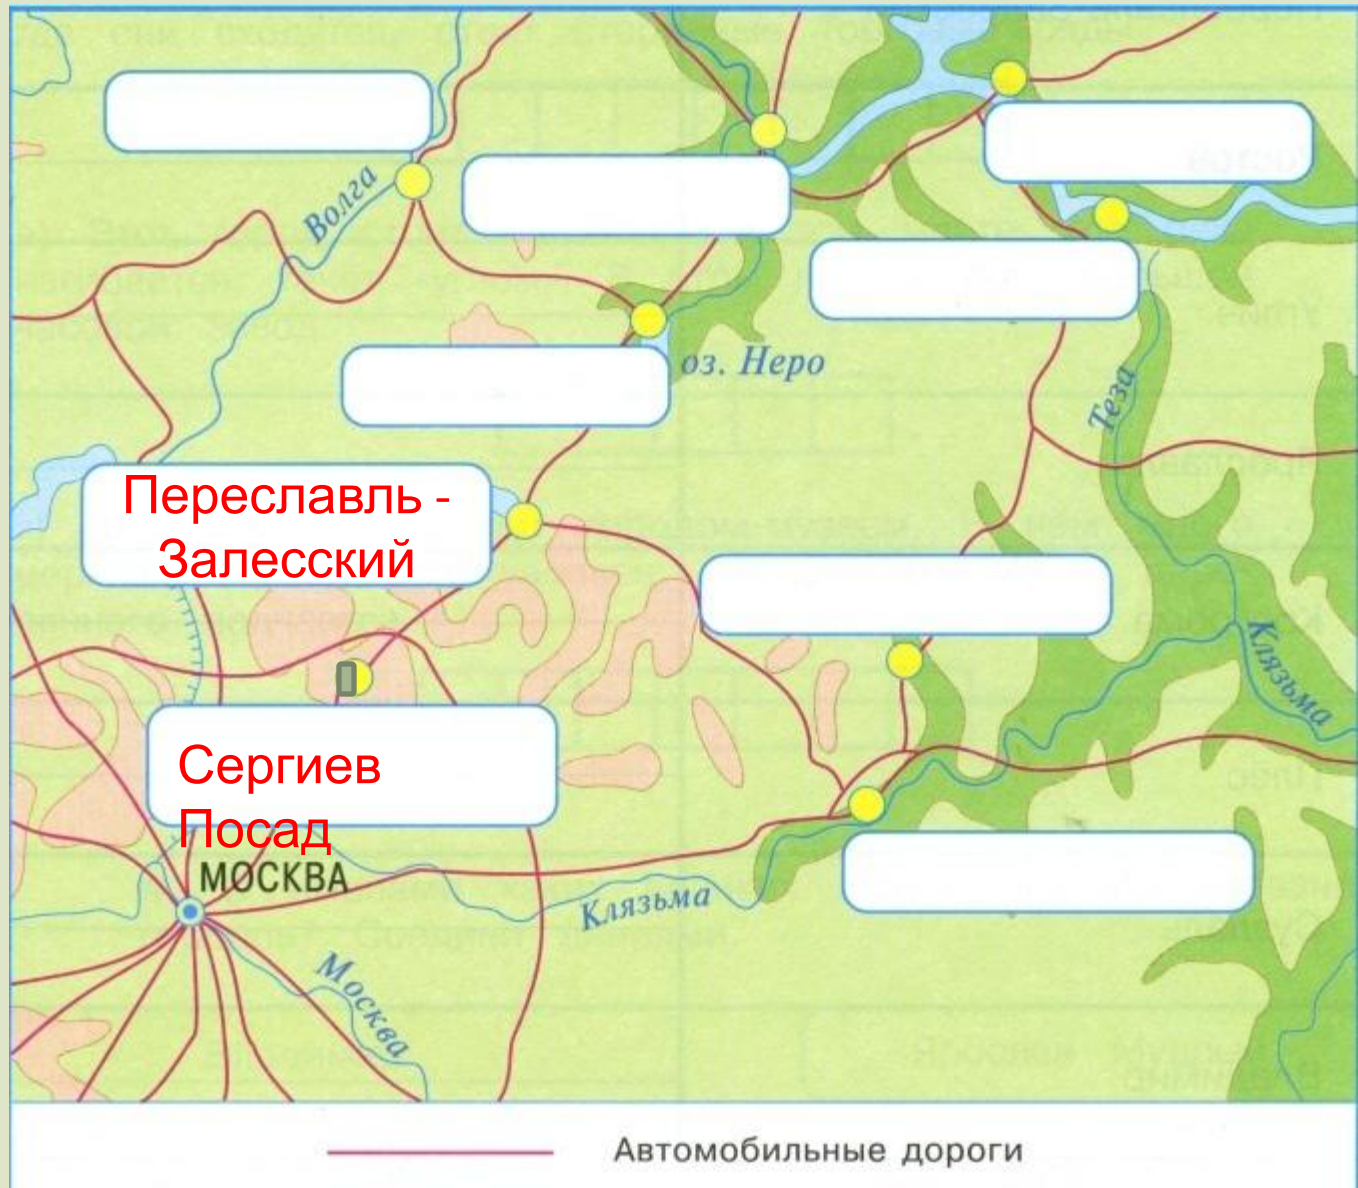 Волга
оз. Неро
Теза
Переславль -
Залесский
Клязьма
Сергиев
Посад
МОСКВА
Клязьма
Москва
Автомобильные дороги